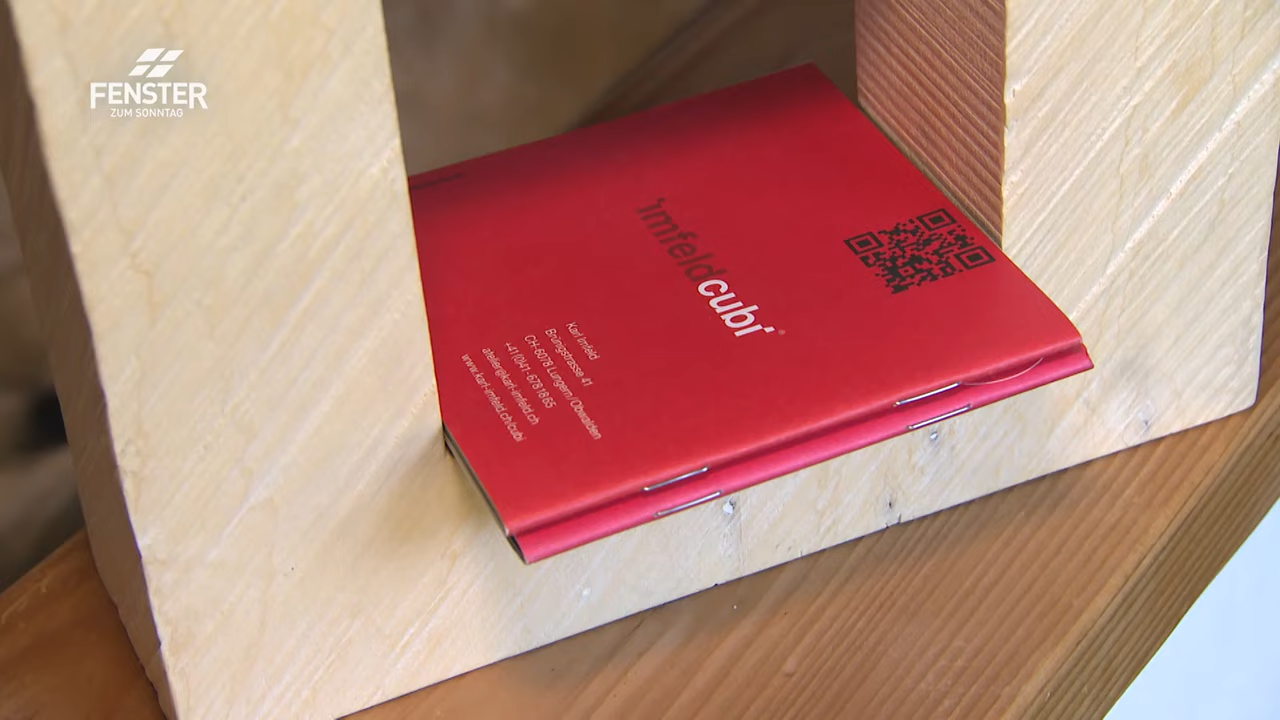 FENSTER
ZUM SONNTAG
imfeldcubi®
Karl Imfeld
Brünigstrasse 41
CH-6078 Lungern/Obwalden
+41(0)41-678 18 65
atelier@karl-imfeld.ch
www.karl-imfeld.ch/cubi